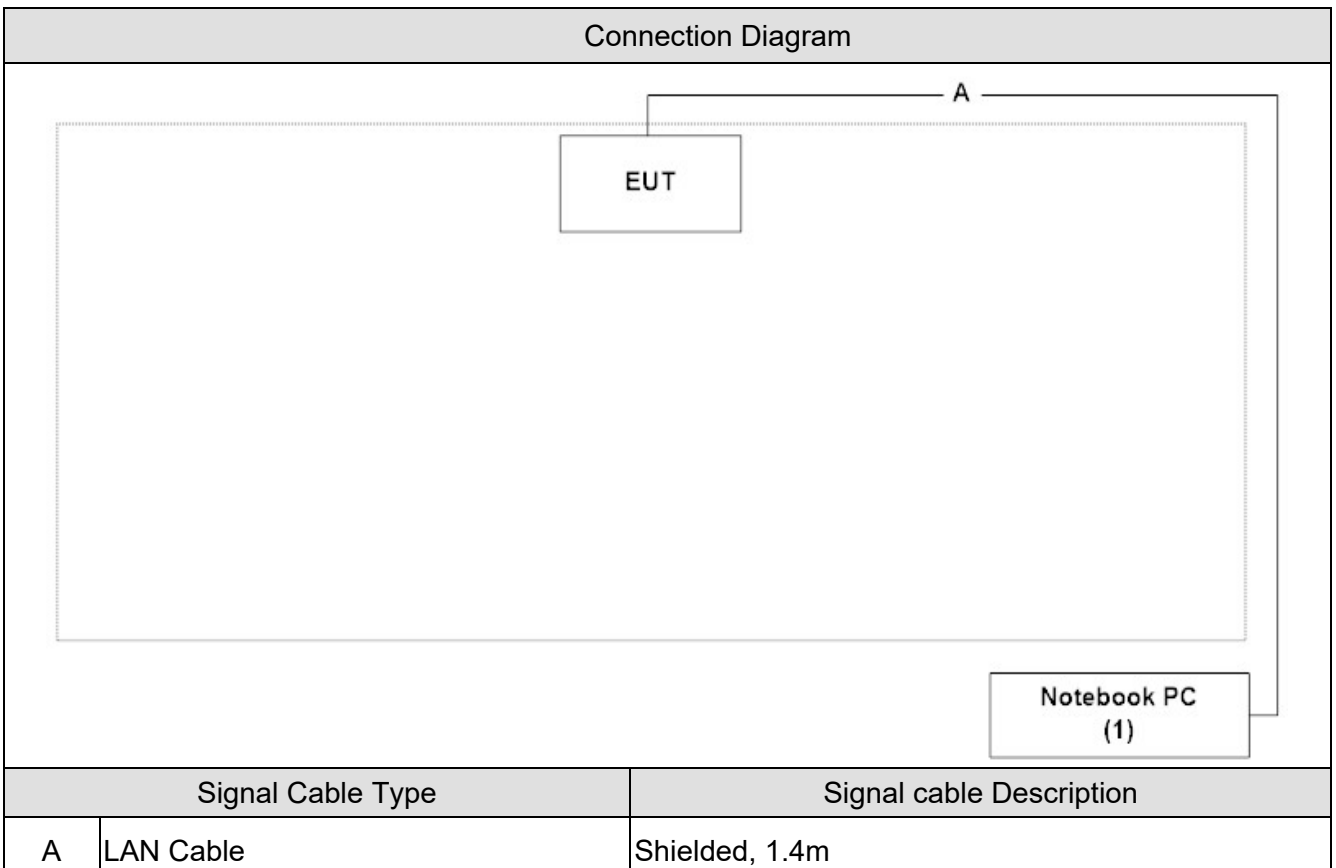 Connection Diagram
A
EUT
Notebook PC
(1)
Signal Cable Type Signal cable Description
A LAN Cable Shielded, 1.4m